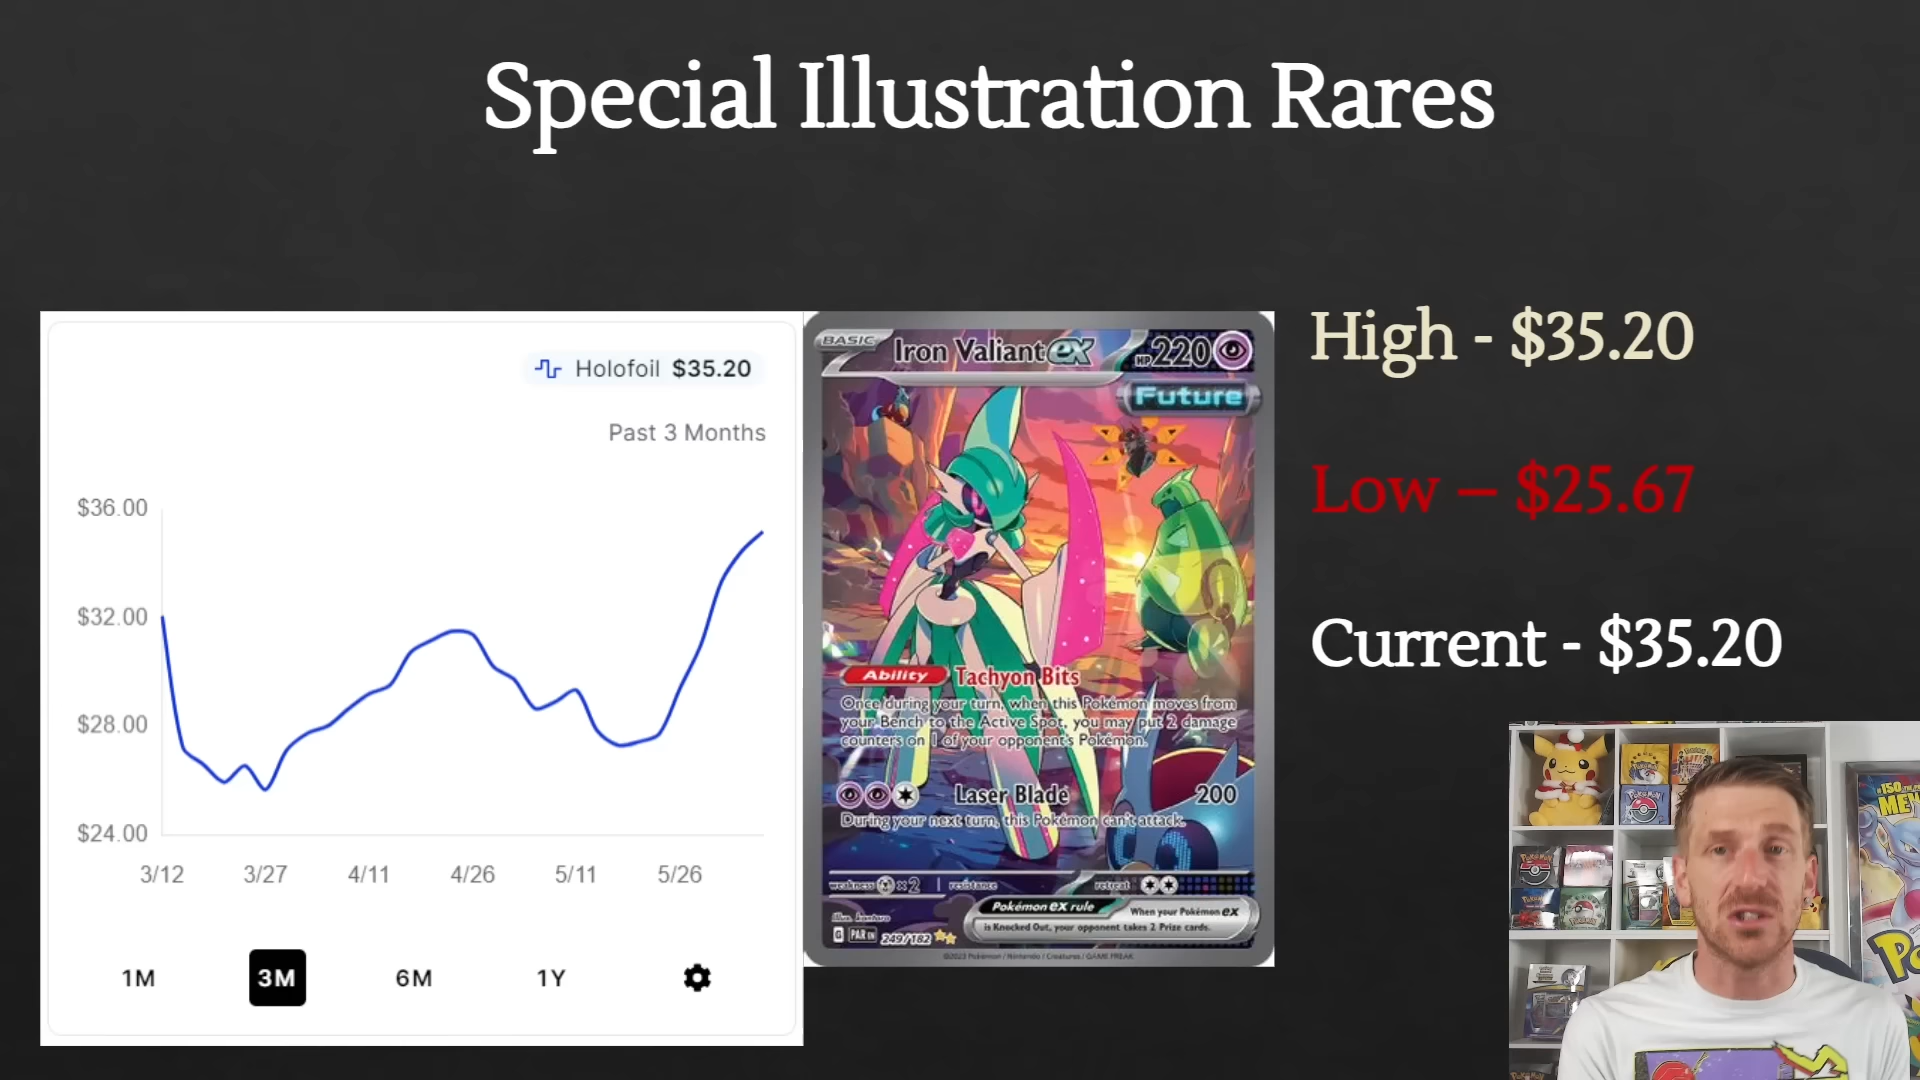 Special Illustration Rares
Holofoil $35.20
Past 3 Months
$36.00
$32.00
$28.00
$24.00
3/12 3/27 4/11 4/26 5/11 5/26
1M 3M 6M 1Y
BASIC Iron Valiant ex HP 220
Future
Ability Tachyon Bits
Once during your turn, when this Pokémon moves from
your Bench to the Active Spot, you may put 2 damage
counters on 1 of your opponent's Pokémon.
Laser Blade 200
During your next turn, this Pokémon can't attack.
weakness ×2 resistance retreat
Pokémon ex rule When your Pokémon ex
is Knocked Out, your opponent takes 2 Prize cards.
G PAR EN 249/182
©2023 Pokémon / Nintendo / Creatures / GAME FREAK
High - $35.20
Low – $25.67
Current - $35.20